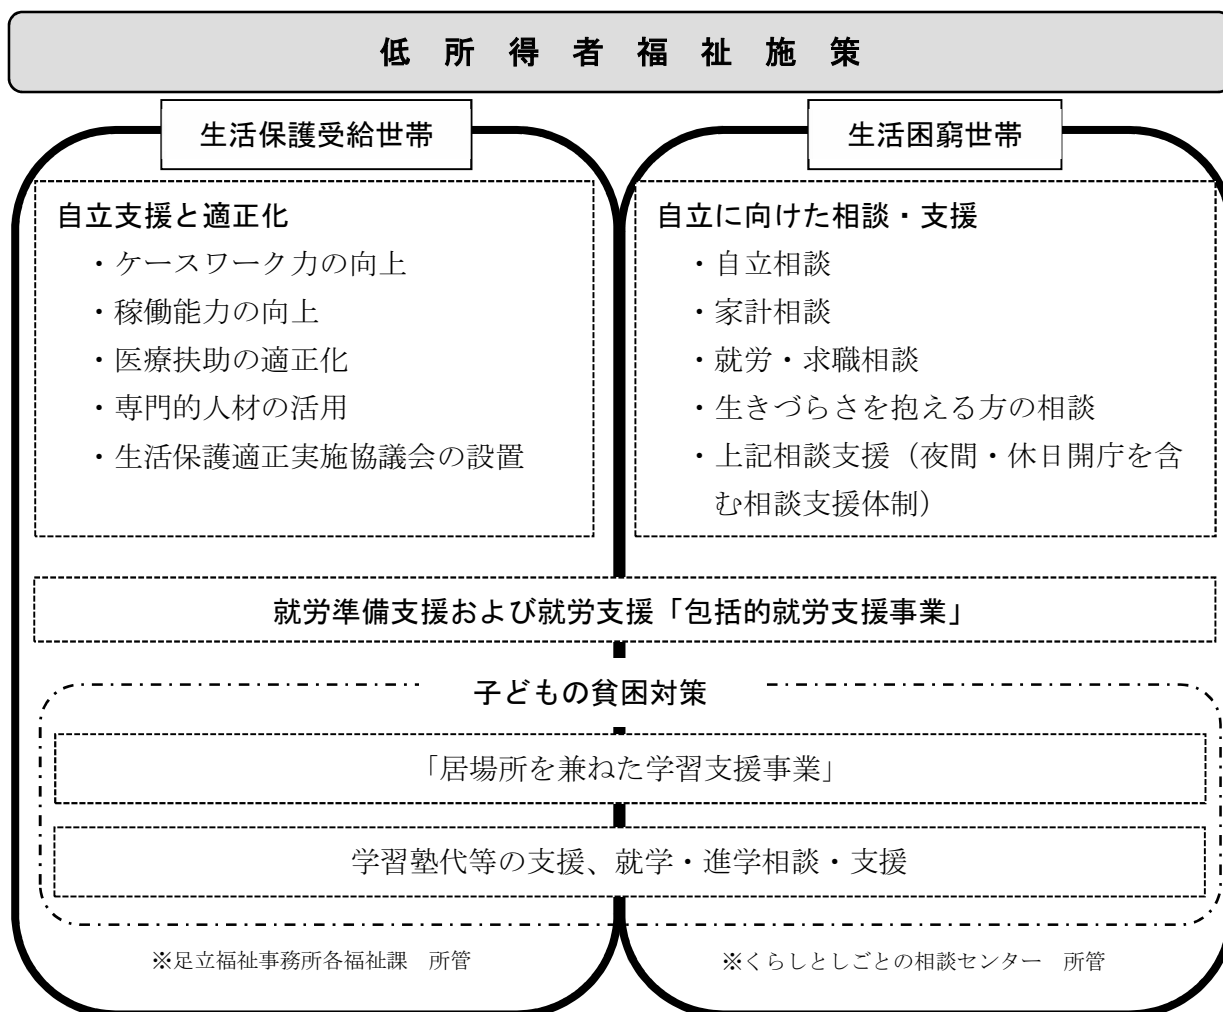 低所得者福祉施策
生活保護受給世帯
自立支援と適正化
・ケースワーク力の向上
・稼働能力の向上
・医療扶助の適正化
・専門的人材の活用
・生活保護適正実施協議会の設置
生活困窮世帯
自立に向けた相談・支援
・自立相談
・家計相談
・就労・求職相談
・生きづらさを抱える方の相談
・上記相談支援（夜間・休日開庁を含
む相談支援体制）
就労準備支援および就労支援「包括的就労支援事業」
子どもの貧困対策
「居場所を兼ねた学習支援事業」
学習塾代等の支援、就学・進学相談・支援
※足立福祉事務所各福祉課　所管
※くらしとしごとの相談センター　所管